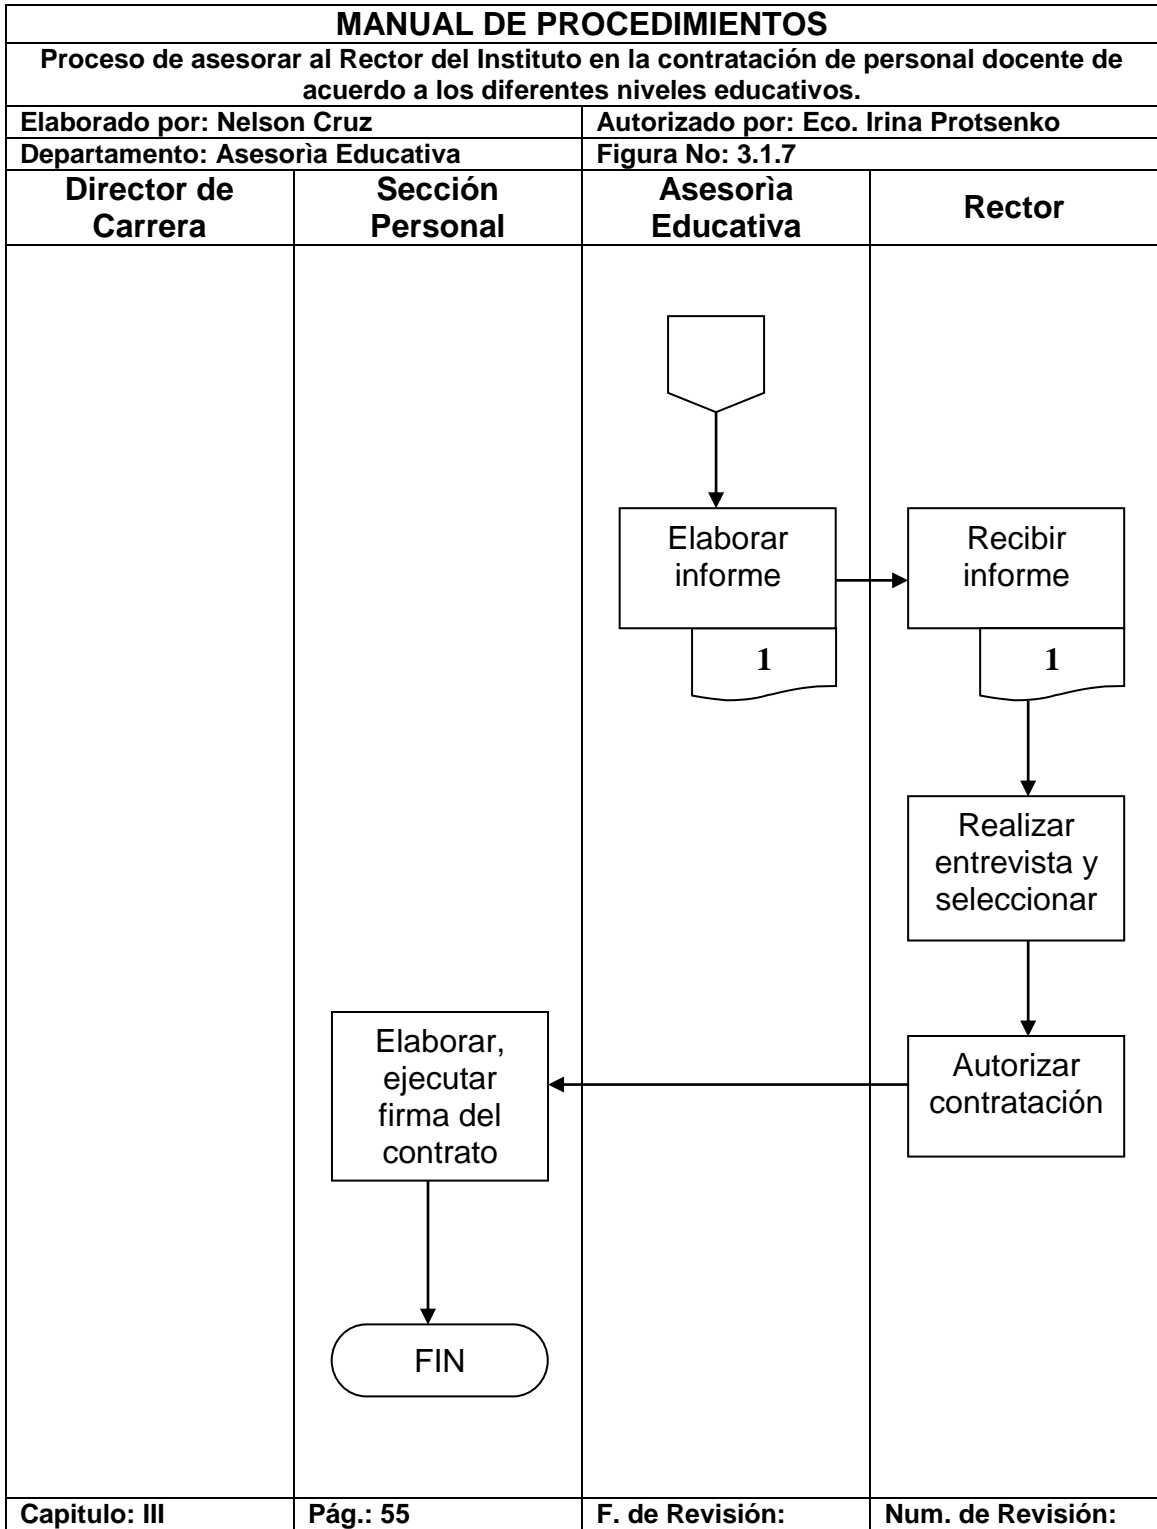 MANUAL DE PROCEDIMIENTOS
Proceso de asesorar al Rector del Instituto en la contratación de personal docente de
acuerdo a los diferentes niveles educativos.
Elaborado por: Nelson Cruz
Autorizado por: Eco. Irina Protsenko
Departamento: Asesorìa Educativa
Figura No: 3.1.7
Director de
Carrera
Sección
Personal
Asesorìa
Educativa
Rector
Elaborar
informe
1
Recibir
informe
1
Realizar
entrevista y
seleccionar
Autorizar
contratación
Elaborar,
ejecutar
firma del
contrato
FIN
Capitulo: III
Pág.: 55
F. de Revisión:
Num. de Revisión: